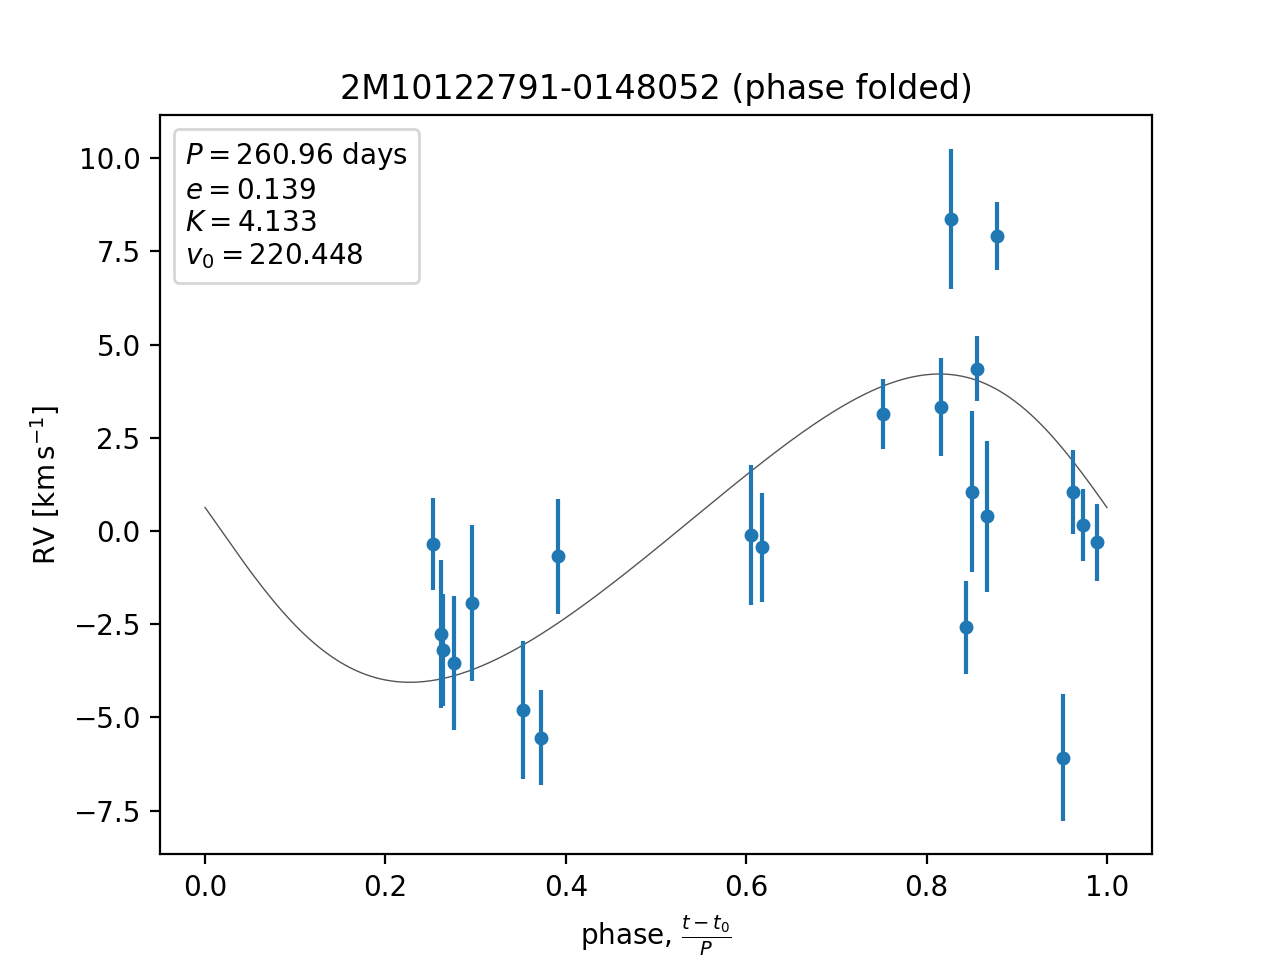 2M10122791-0148052 (phase folded)
P = 260.96 days
e = 0.139
K = 4.133
v₀ = 220.448
RV [km s⁻¹]
10.0
7.5
5.0
2.5
0.0
−2.5
−5.0
−7.5
0.0 0.2 0.4 0.6 0.8 1.0
phase, (t − t₀)/P